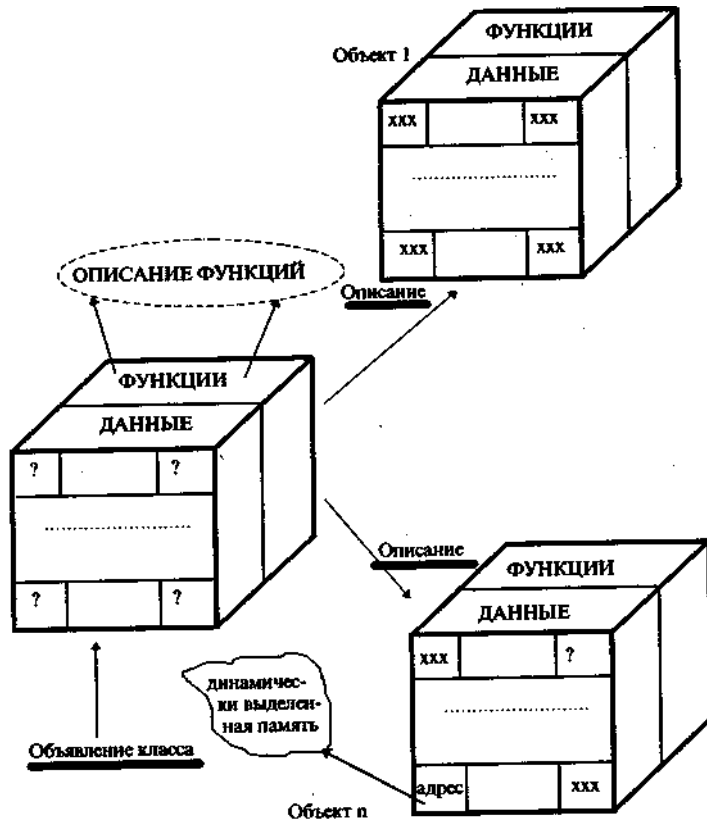 ФУНКЦИИ
Объект 1
ДАННЫЕ
xxx xxx
xxx xxx
ОПИСАНИЕ ФУНКЦИЙ
Описание
ФУНКЦИИ
ДАННЫЕ
? ?
? ?
Объявление класса
Описание
ФУНКЦИИ
ДАННЫЕ
xxx ?
адрес xxx
динамичес-
ки выделен-
ная память
Объект n